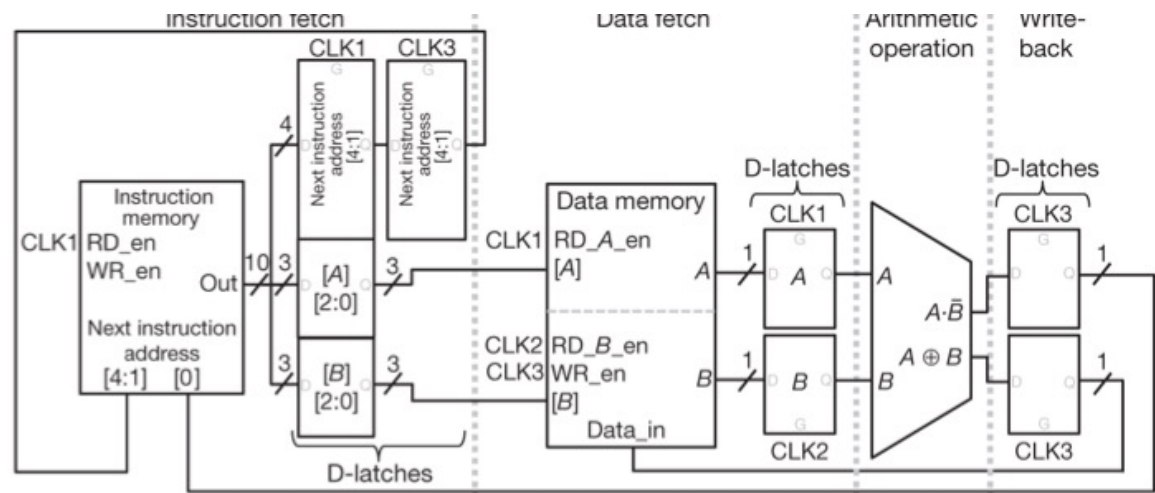 Instruction fetch
Data fetch
Arithmetic
operation
Write-
back
CLK1
CLK3
G
G
4
Next instruction
address
[4:1]
D
Q
Next instruction
address
[4:1]
D
Q
Instruction
memory
CLK1
RD_en
WR_en
Out
10
3
D
[A]
[2:0]
Q
3
Next instruction
address
[4:1]
[0]
3
D
[B]
[2:0]
Q
3
D-latches
Data memory
CLK1
RD_A_en
[A]
A
1
CLK2
RD_B_en
CLK3
WR_en
[B]
B
1
Data_in
D-latches
CLK1
G
D
A
Q
D
B
Q
G
CLK2
A
B
A·B̄
A ⊕ B
D-latches
CLK3
G
D
Q
1
D
Q
1
G
CLK3